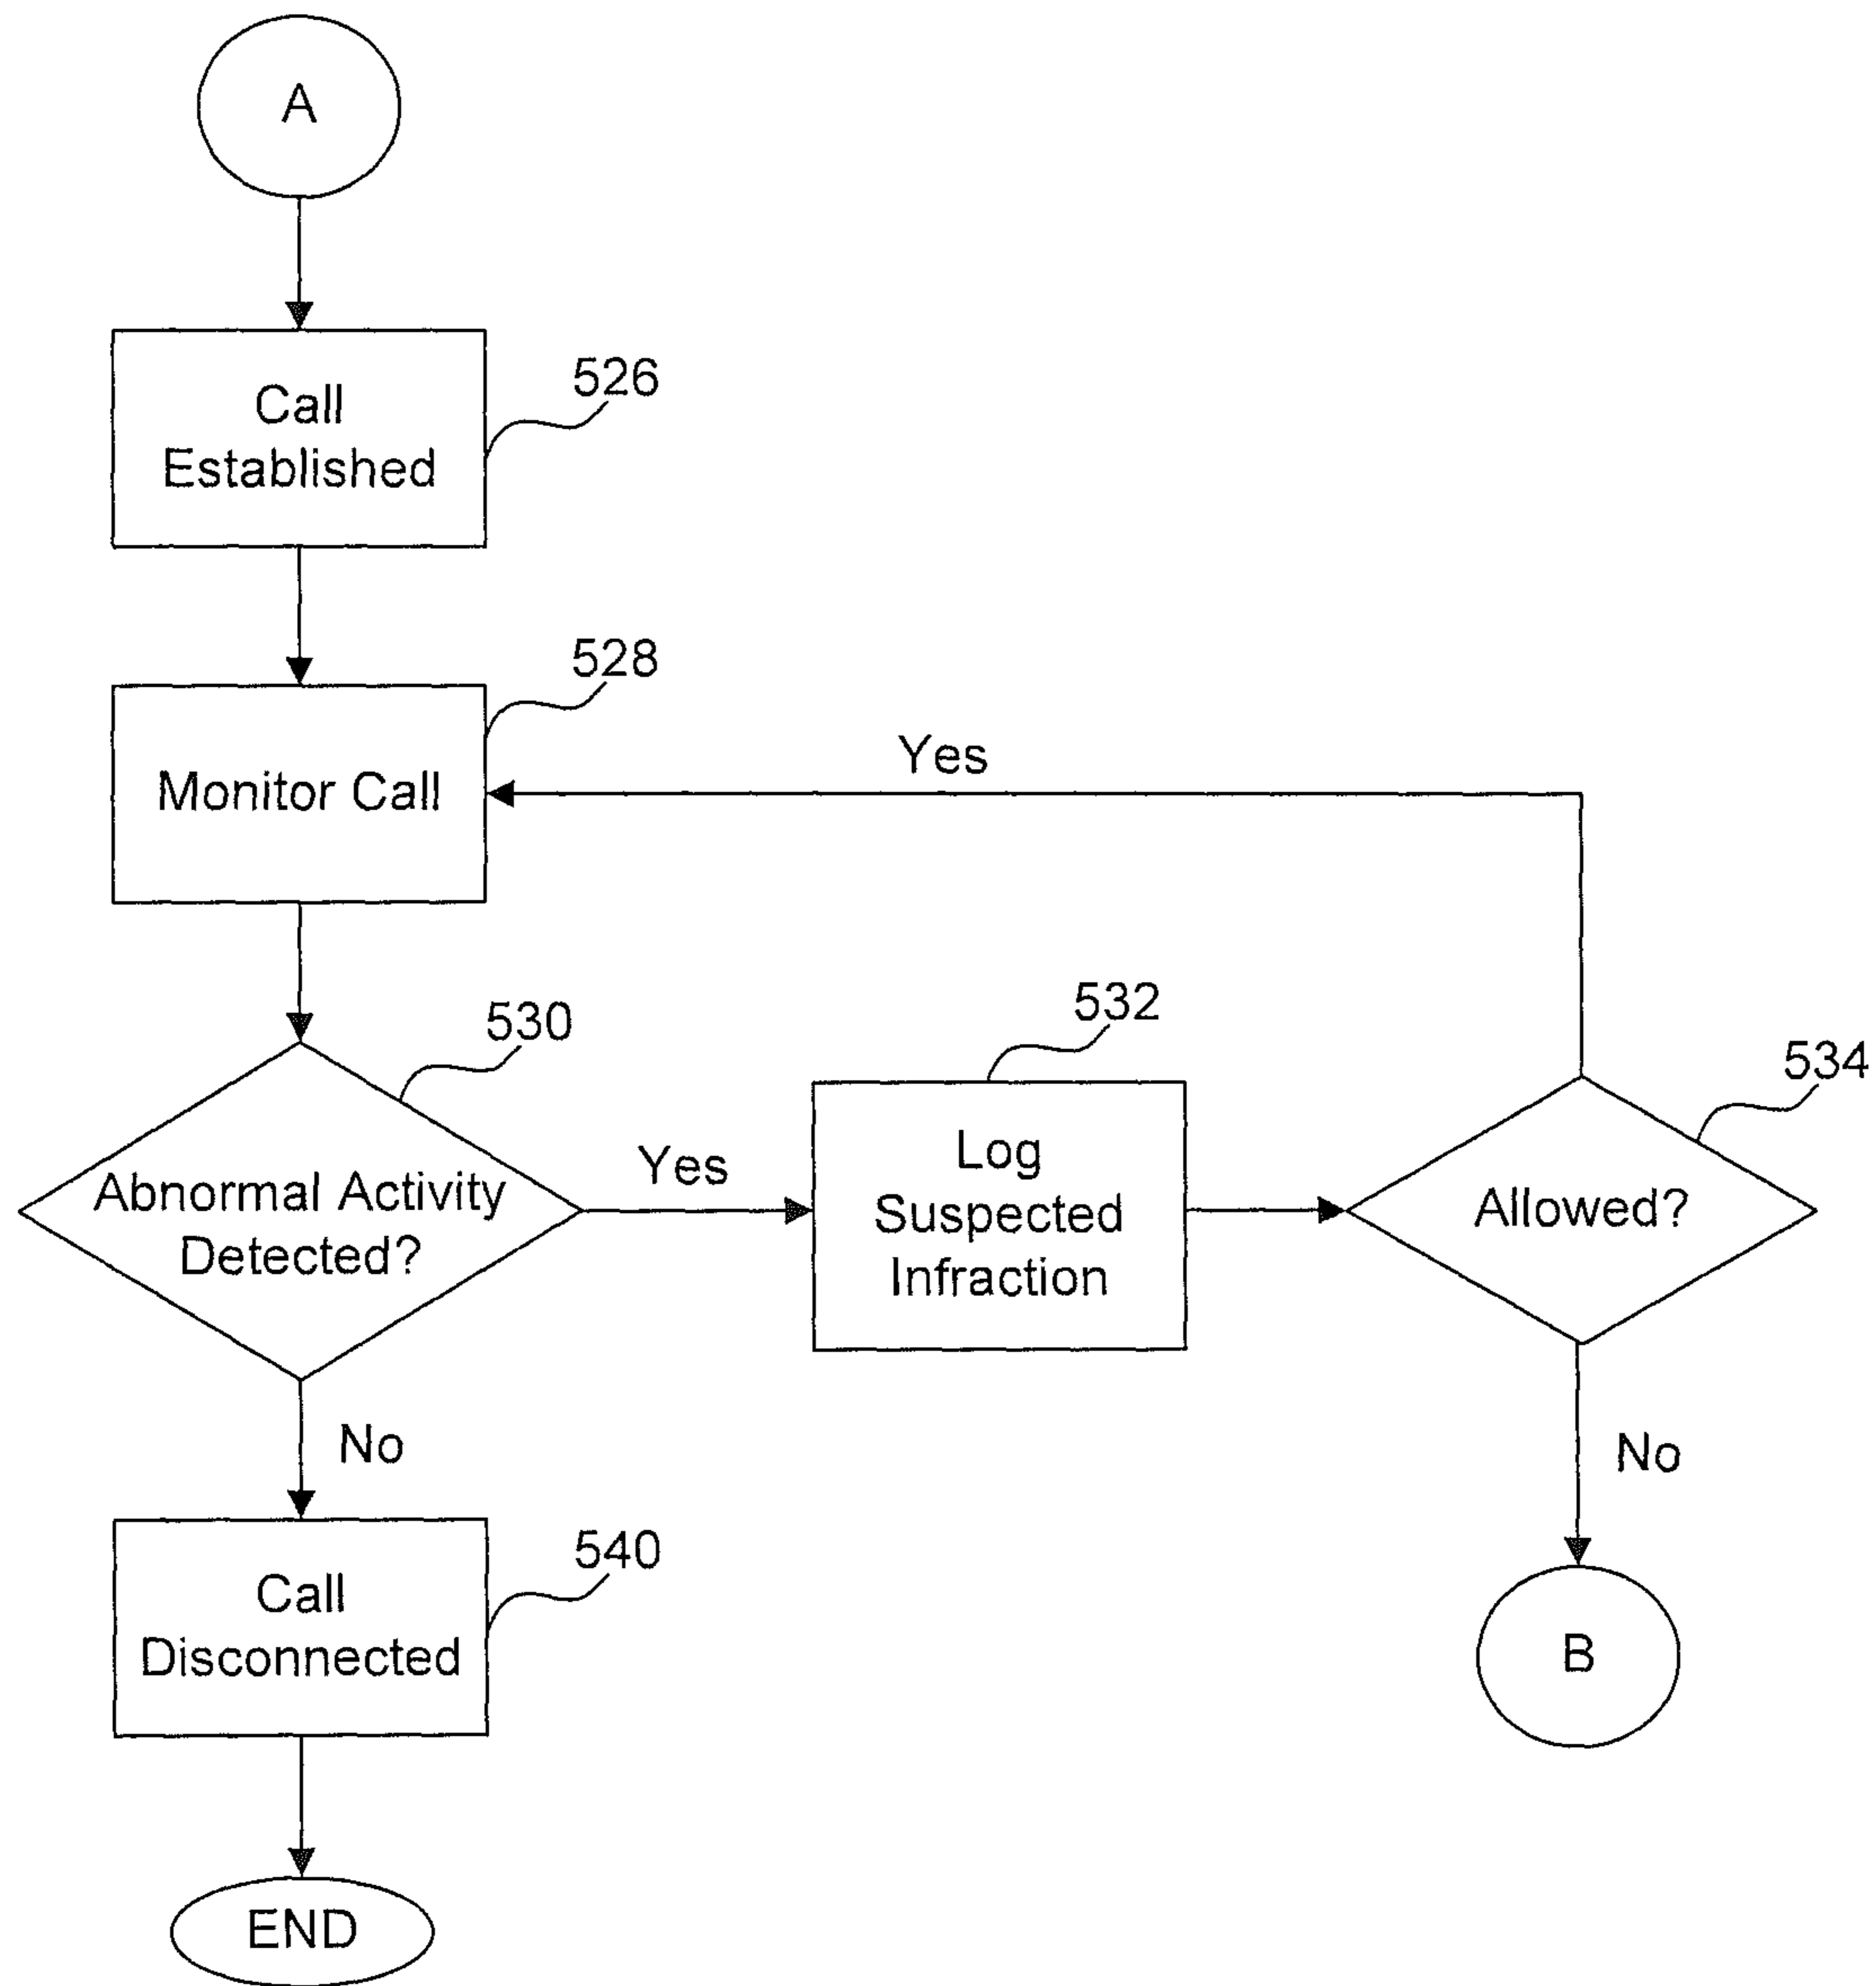 A
Call
Established
526
Monitor Call
528
Yes
Abnormal Activity
Detected?
530
Yes
Log
Suspected
Infraction
532
Allowed?
534
No
Call
Disconnected
540
No
B
END